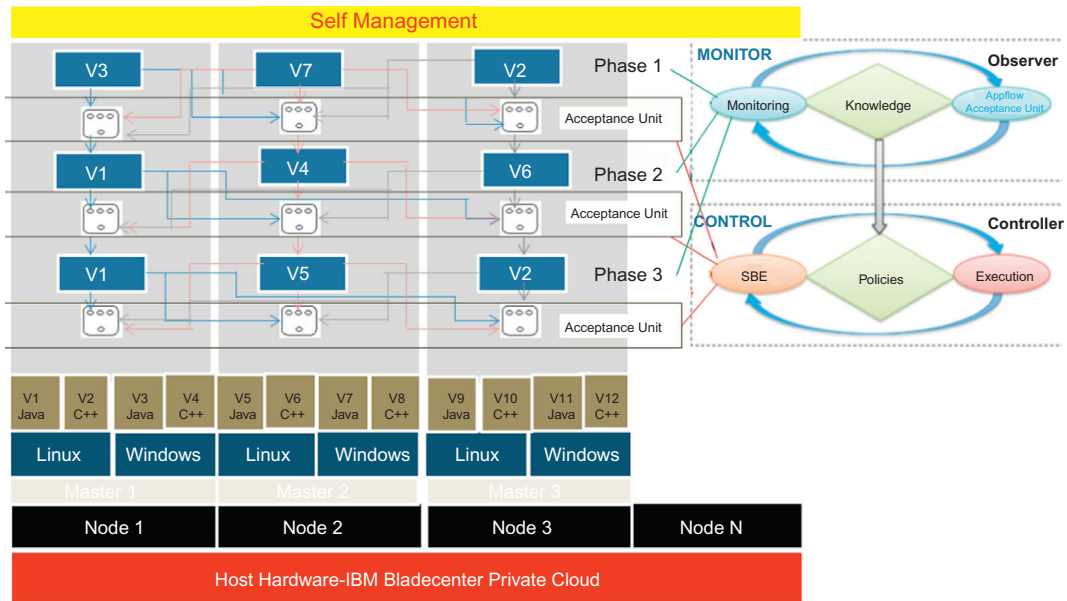 Self Management
V3
V7
V2
Phase 1
Acceptance Unit
V1
V4
V6
Phase 2
Acceptance Unit
V1
V5
V2
Phase 3
Acceptance Unit
MONITOR
Observer
Monitoring
Knowledge
Appflow
Acceptance Unit
CONTROL
Controller
SBE
Policies
Execution
V1
Java
V2
C++
V3
Java
V4
C++
V5
Java
V6
C++
V7
Java
V8
C++
V9
Java
V10
C++
V11
Java
V12
C++
Linux
Windows
Linux
Windows
Linux
Windows
Master 1
Master 2
Master 3
Node 1
Node 2
Node 3
Node N
Host Hardware-IBM Bladecenter Private Cloud